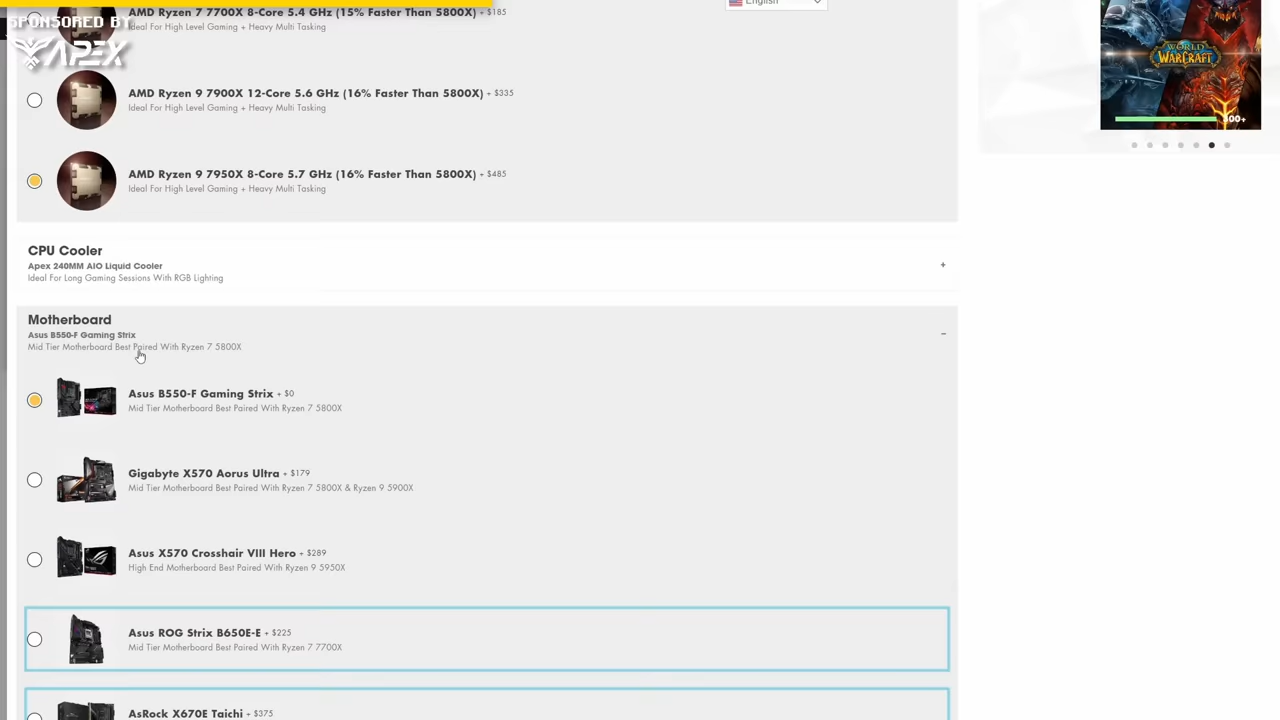 AMD Ryzen 7 7700X 8-Core 5.4 GHz (15% Faster Than 5800X) + $185
Ideal For High Level Gaming + Heavy Multi Tasking
SPONSORED BY
APEX
English
WORLD
WARCRAFT
AMD Ryzen 9 7900X 12-Core 5.6 GHz (16% Faster Than 5800X) + $335
Ideal For High Level Gaming + Heavy Multi Tasking
AMD Ryzen 9 7950X 8-Core 5.7 GHz (16% Faster Than 5800X) + $485
Ideal For High Level Gaming + Heavy Multi Tasking
CPU Cooler
Apex 240MM AIO Liquid Cooler
Ideal For Long Gaming Sessions With RGB Lighting
+
Motherboard
Asus B550-F Gaming Strix
Mid Tier Motherboard Best Paired With Ryzen 7 5800X
−
Asus B550-F Gaming Strix + $0
Mid Tier Motherboard Best Paired With Ryzen 7 5800X
Gigabyte X570 Aorus Ultra + $179
Mid Tier Motherboard Best Paired With Ryzen 7 5800X & Ryzen 9 5900X
Asus X570 Crosshair VIII Hero + $289
High End Motherboard Best Paired With Ryzen 9 5950X
Asus ROG Strix B650E-E + $225
Mid Tier Motherboard Best Paired With Ryzen 7 7700X
AsRock X670E Taichi + $375